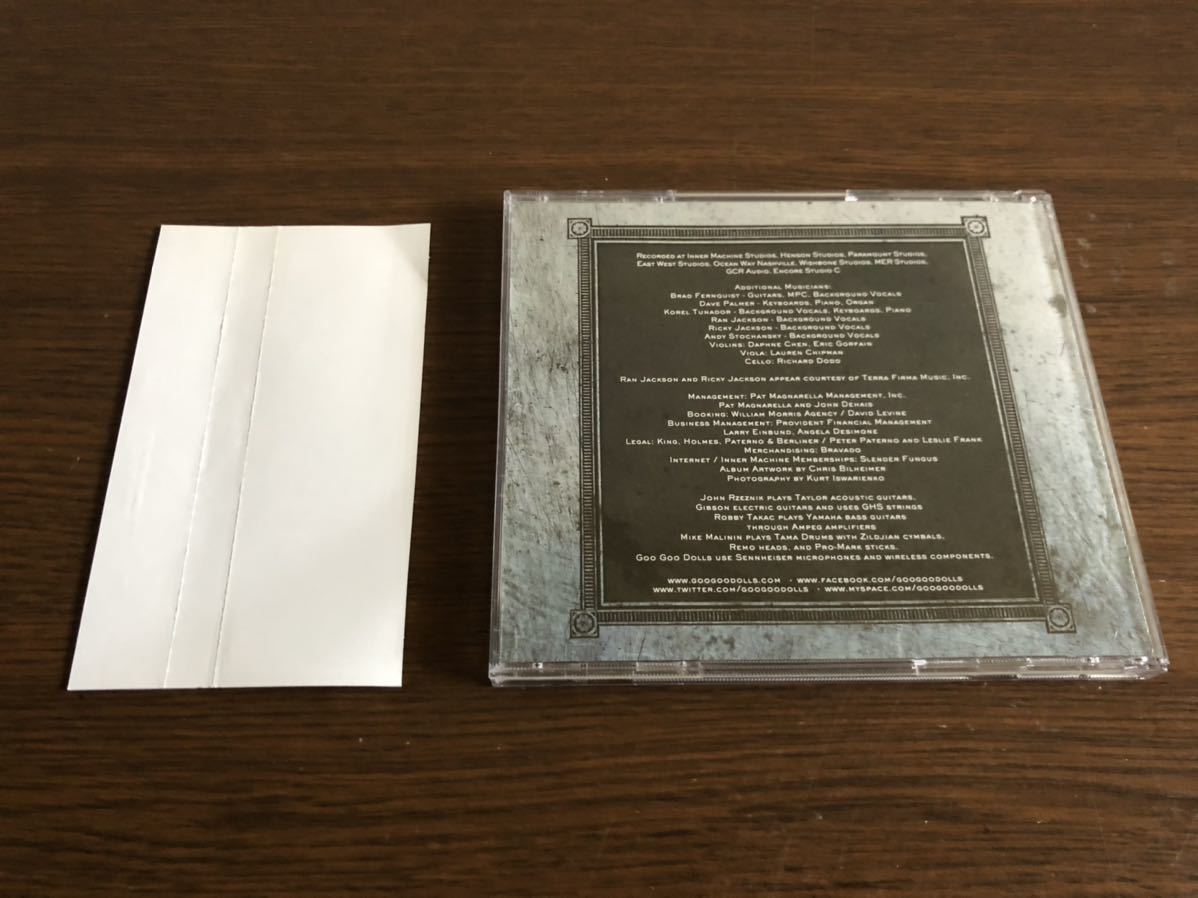 Recorded at Inner Machine Studios, Henson Studios, Paramount Studios,
East West Studios, Ocean Way Nashville, Wishbone Studios, MER Studios,
GCR Audio, Encore Studio C
Additional Musicians:
Brad Fernquist - Guitars, MPC, Background Vocals
Dave Palmer - Keyboards, Piano, Organ
Korel Tunador - Background Vocals, Keyboards, Piano
Ran Jackson - Background Vocals
Ricky Jackson - Background Vocals
Andy Stochansky - Background Vocals
Violins: Daphne Chen, Eric Gorfain
Viola: Lauren Chipman
Cello: Richard Dodd
Ran Jackson and Ricky Jackson appear courtesy of Terra Firma Music, Inc.
Management: Pat Magnarella Management, Inc.
Pat Magnarella and John Dehais
Booking: William Morris Agency / David Levine
Business Management: Provident Financial Management
Larry Einbund, Angela Desimone
Legal: King, Holmes, Paterno & Berliner / Peter Paterno and Leslie Frank
Merchandising: Bravado
Internet / Inner Machine Memberships: Slender Fungus
Album Artwork by Chris Bilheimer
Photography by Kurt Iswarienko
John Rzeznik plays Taylor acoustic guitars,
Gibson electric guitars and uses GHS strings
Robby Takac plays Yamaha bass guitars
through Ampeg amplifiers
Mike Malinin plays Tama Drums with Zildjian cymbals,
Remo heads, and Pro-Mark sticks.
Goo Goo Dolls use Sennheiser microphones and wireless components.
www.googoodolls.com • www.facebook.com/googoodolls
www.twitter.com/googoodolls • www.myspace.com/googoodolls